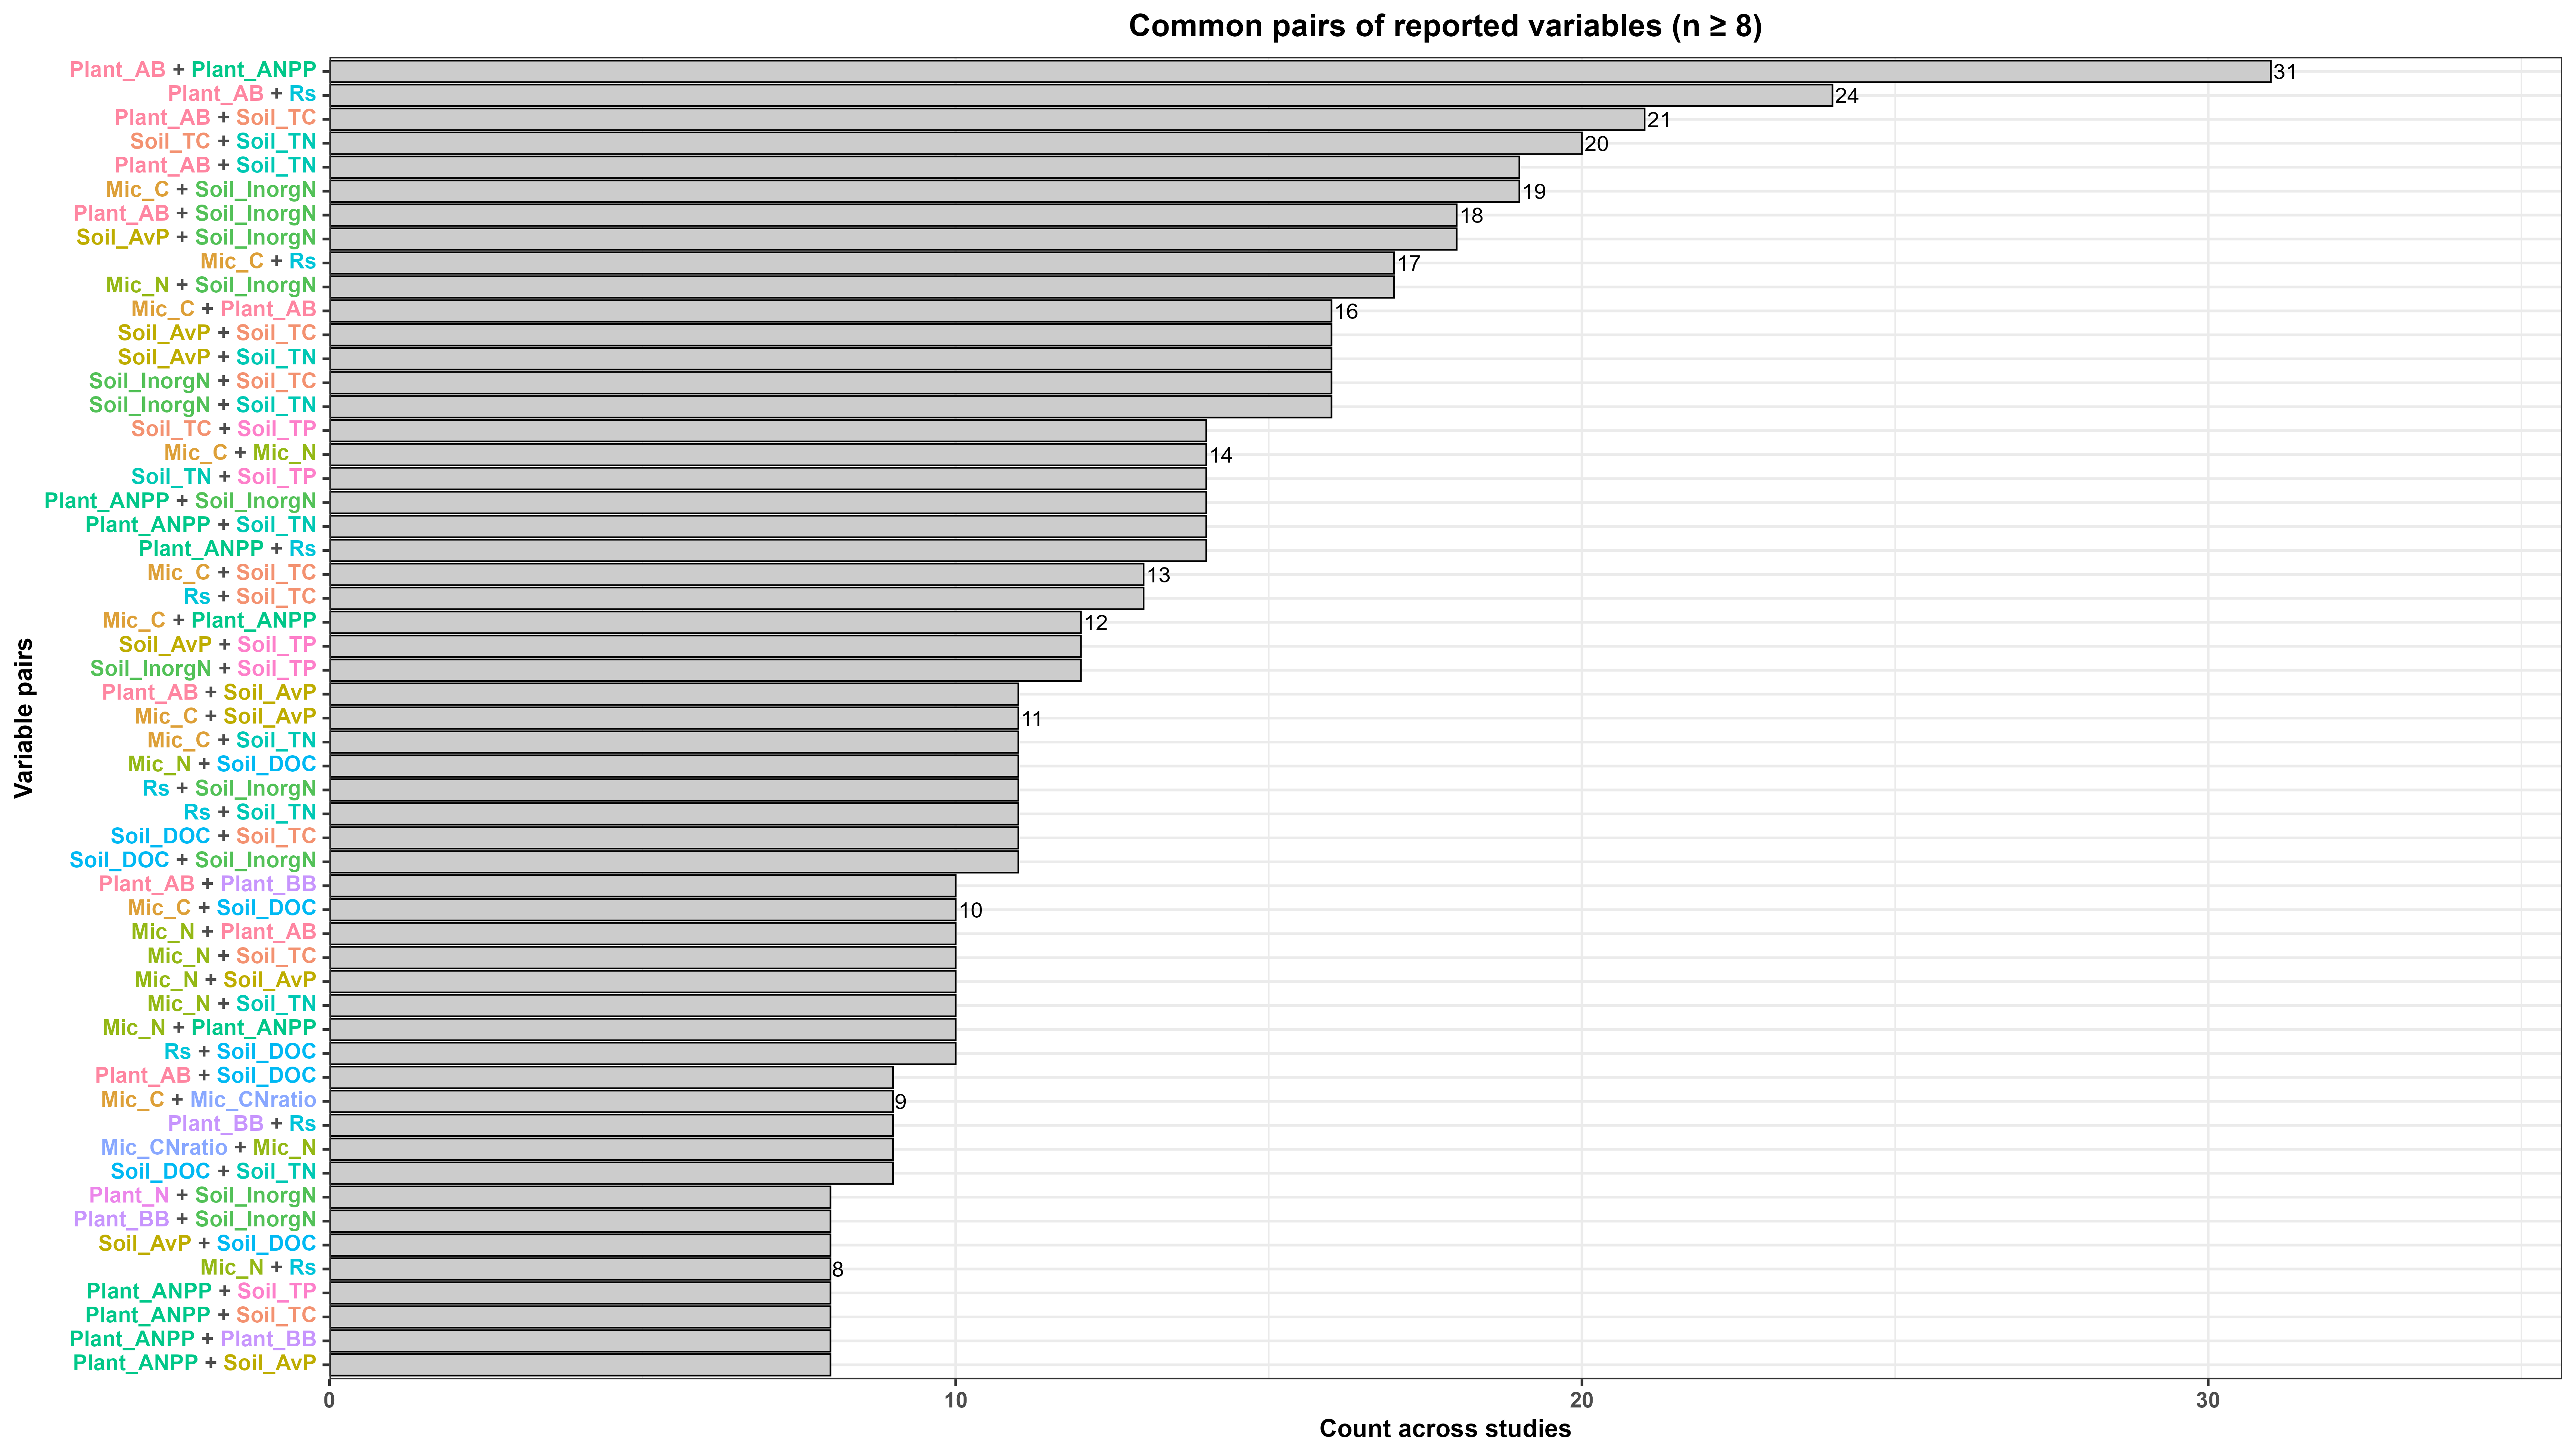 Common pairs of reported variables (n ≥ 8)
Plant_AB + Plant_ANPP 31
Plant_AB + Rs 24
Plant_AB + Soil_TC 21
Soil_TC + Soil_TN 20
Plant_AB + Soil_TN
Mic_C + Soil_InorgN 19
Plant_AB + Soil_InorgN 18
Soil_AvP + Soil_InorgN
Mic_C + Rs 17
Mic_N + Soil_InorgN
Mic_C + Plant_AB 16
Soil_AvP + Soil_TC
Soil_AvP + Soil_TN
Soil_InorgN + Soil_TC
Soil_InorgN + Soil_TN
Soil_TC + Soil_TP
Mic_C + Mic_N 14
Soil_TN + Soil_TP
Plant_ANPP + Soil_InorgN
Plant_ANPP + Soil_TN
Plant_ANPP + Rs
Mic_C + Soil_TC 13
Rs + Soil_TC
Mic_C + Plant_ANPP 12
Soil_AvP + Soil_TP
Soil_InorgN + Soil_TP
Plant_AB + Soil_AvP
Mic_C + Soil_AvP 11
Mic_C + Soil_TN
Mic_N + Soil_DOC
Rs + Soil_InorgN
Rs + Soil_TN
Soil_DOC + Soil_TC
Soil_DOC + Soil_InorgN
Plant_AB + Plant_BB
Mic_C + Soil_DOC 10
Mic_N + Plant_AB
Mic_N + Soil_TC
Mic_N + Soil_AvP
Mic_N + Soil_TN
Mic_N + Plant_ANPP
Rs + Soil_DOC
Plant_AB + Soil_DOC
Mic_C + Mic_CNratio 9
Plant_BB + Rs
Mic_CNratio + Mic_N
Soil_DOC + Soil_TN
Plant_N + Soil_InorgN
Plant_BB + Soil_InorgN
Soil_AvP + Soil_DOC
Mic_N + Rs 8
Plant_ANPP + Soil_TP
Plant_ANPP + Soil_TC
Plant_ANPP + Plant_BB
Plant_ANPP + Soil_AvP
Variable pairs
0 10 20 30
Count across studies